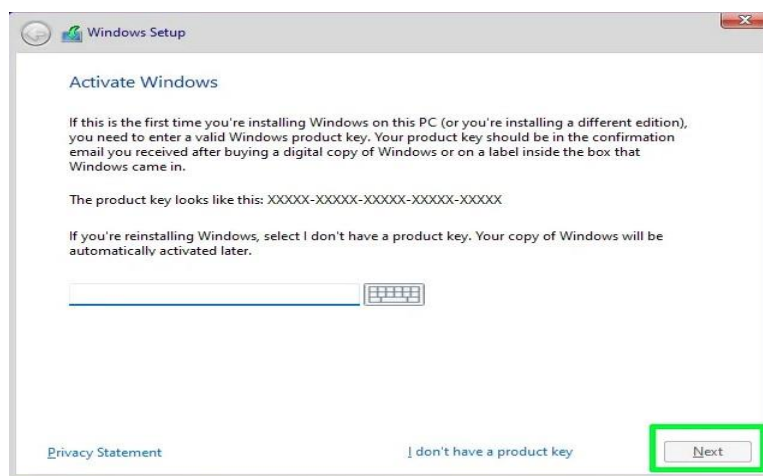 Windows Setup
Activate Windows
If this is the first time you're installing Windows on this PC (or you're installing a different edition),
you need to enter a valid Windows product key. Your product key should be in the confirmation
email you received after buying a digital copy of Windows or on a label inside the box that
Windows came in.
The product key looks like this: XXXXX-XXXXX-XXXXX-XXXXX-XXXXX
If you're reinstalling Windows, select I don't have a product key. Your copy of Windows will be
automatically activated later.
Privacy Statement
I don't have a product key
Next